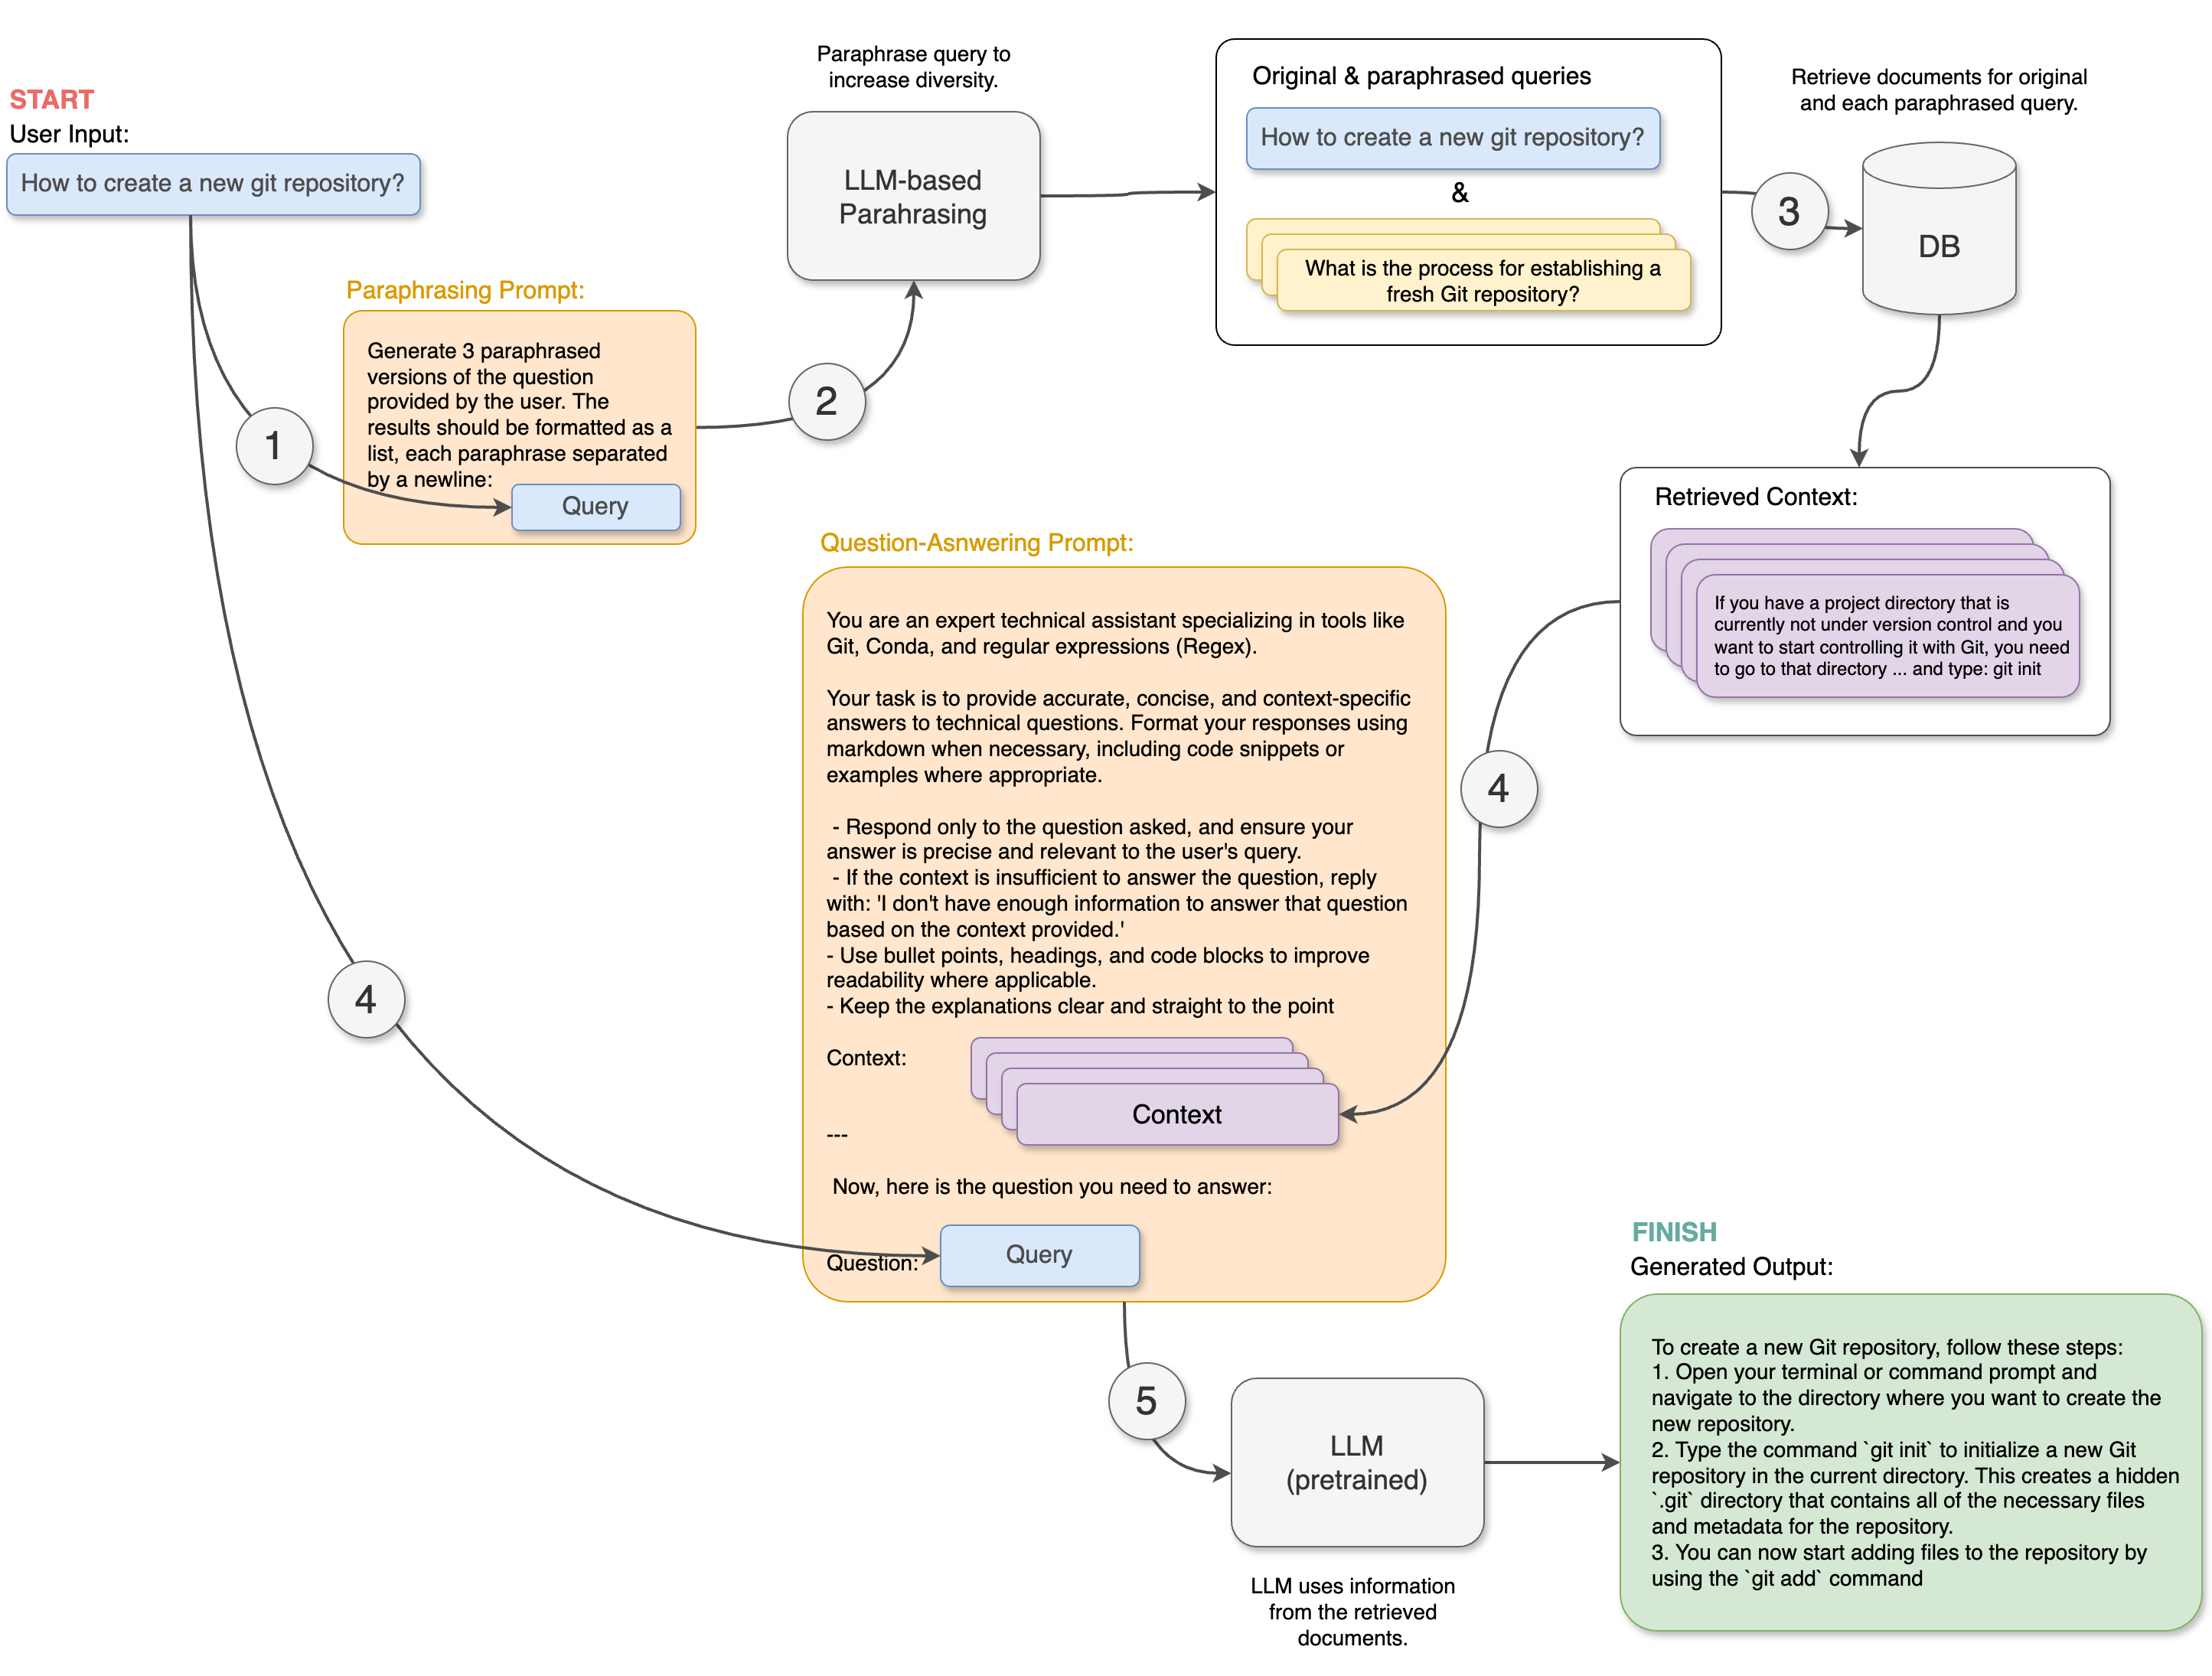 START
User Input:
How to create a new git repository?
1
Paraphrasing Prompt:
Generate 3 paraphrased
versions of the question
provided by the user. The
results should be formatted as a
list, each paraphrase separated
by a newline:
Query
2
Paraphrase query to
increase diversity.
LLM-based
Parahrasing
Original & paraphrased queries
How to create a new git repository?
&
What is the process for establishing a
fresh Git repository?
3
Retrieve documents for original
and each paraphrased query.
DB
Retrieved Context:
If you have a project directory that is
currently not under version control and you
want to start controlling it with Git, you need
to go to that directory ... and type: git init
4
4
Question-Asnwering Prompt:
You are an expert technical assistant specializing in tools like
Git, Conda, and regular expressions (Regex).
Your task is to provide accurate, concise, and context-specific
answers to technical questions. Format your responses using
markdown when necessary, including code snippets or
examples where appropriate.
- Respond only to the question asked, and ensure your
answer is precise and relevant to the user's query.
- If the context is insufficient to answer the question, reply
with: 'I don't have enough information to answer that question
based on the context provided.'
- Use bullet points, headings, and code blocks to improve
readability where applicable.
- Keep the explanations clear and straight to the point
Context:
Context
---
Now, here is the question you need to answer:
Question:
Query
5
LLM
(pretrained)
LLM uses information
from the retrieved
documents.
FINISH
Generated Output:
To create a new Git repository, follow these steps:
1. Open your terminal or command prompt and
navigate to the directory where you want to create the
new repository.
2. Type the command `git init` to initialize a new Git
repository in the current directory. This creates a hidden
`.git` directory that contains all of the necessary files
and metadata for the repository.
3. You can now start adding files to the repository by
using the `git add` command